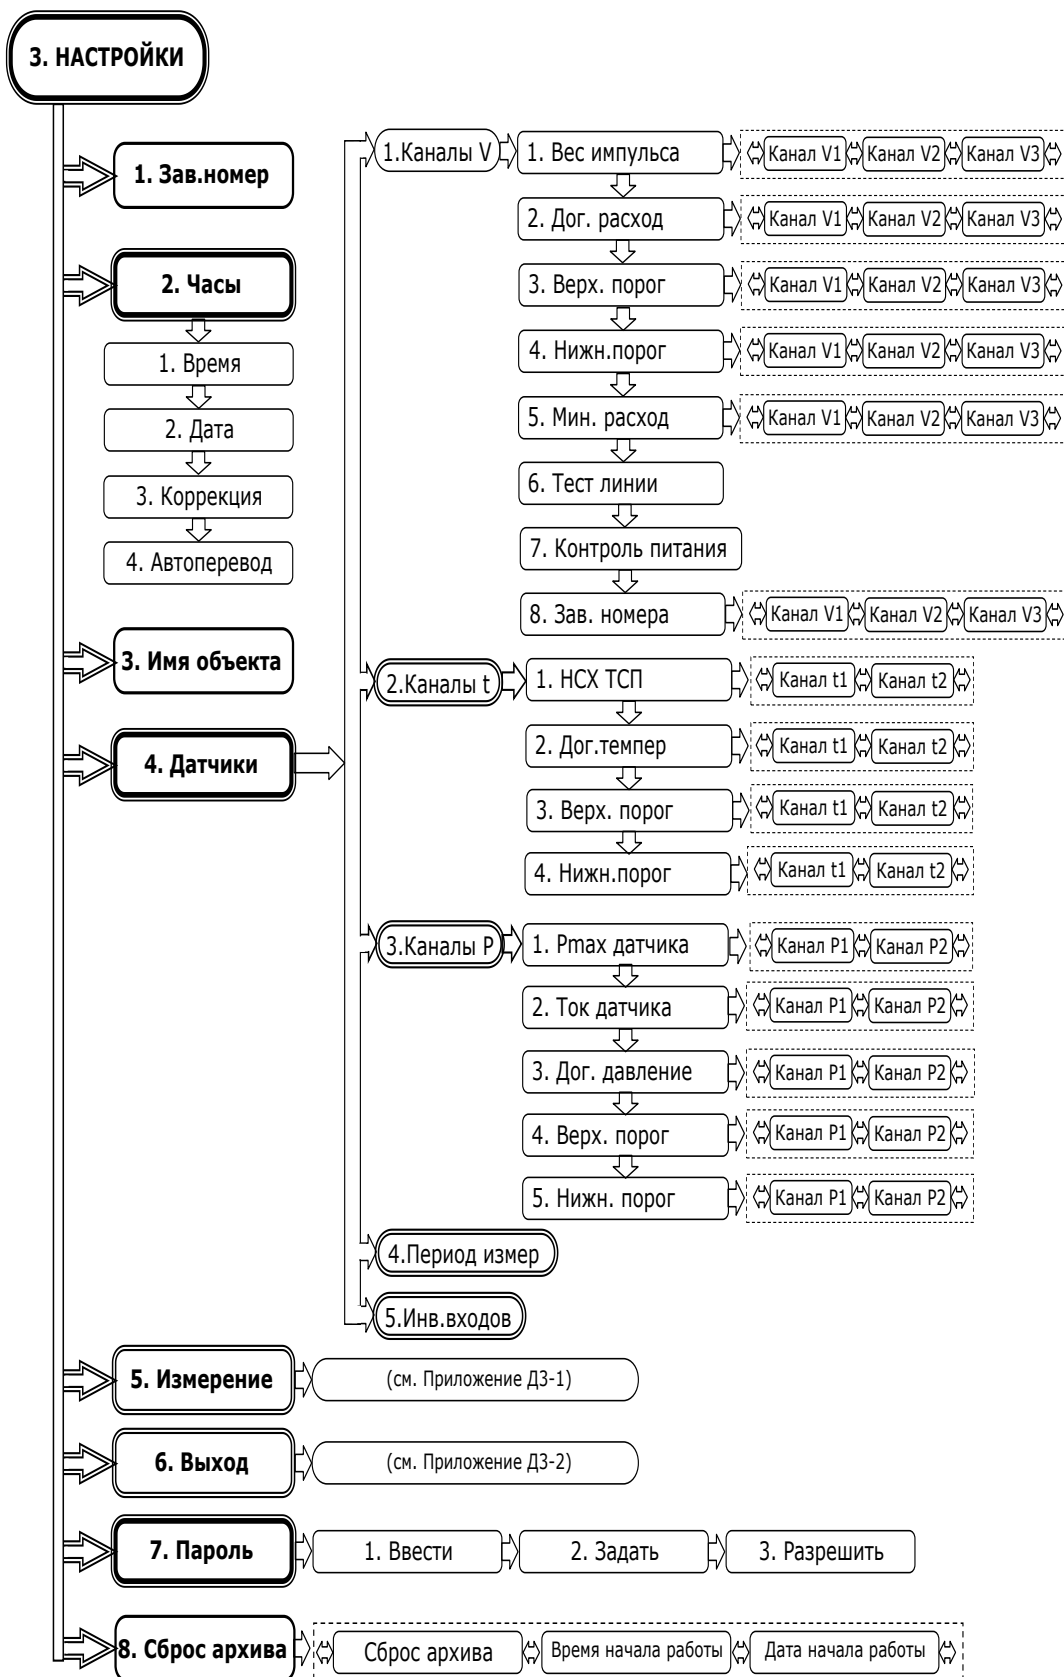 3. НАСТРОЙКИ
1. Зав.номер
2. Часы
1. Время
2. Дата
3. Коррекция
4. Автоперевод
3. Имя объекта
4. Датчики
1.Каналы V
1. Вес импульса
Канал V1 Канал V2 Канал V3
2. Дог. расход
Канал V1 Канал V2 Канал V3
3. Верх. порог
Канал V1 Канал V2 Канал V3
4. Нижн.порог
Канал V1 Канал V2 Канал V3
5. Мин. расход
Канал V1 Канал V2 Канал V3
6. Тест линии
7. Контроль питания
8. Зав. номера
Канал V1 Канал V2 Канал V3
2.Каналы t
1. НСХ ТСП
Канал t1 Канал t2
2. Дог.темпер
Канал t1 Канал t2
3. Верх. порог
Канал t1 Канал t2
4. Нижн.порог
Канал t1 Канал t2
3.Каналы P
1. Pmax датчика
Канал P1 Канал P2
2. Ток датчика
Канал P1 Канал P2
3. Дог. давление
Канал P1 Канал P2
4. Верх. порог
Канал P1 Канал P2
5. Нижн. порог
Канал P1 Канал P2
4.Период измер
5.Инв.входов
5. Измерение
(см. Приложение Д3-1)
6. Выход
(см. Приложение Д3-2)
7. Пароль
1. Ввести
2. Задать
3. Разрешить
8. Сброс архива
Сброс архива
Время начала работы
Дата начала работы